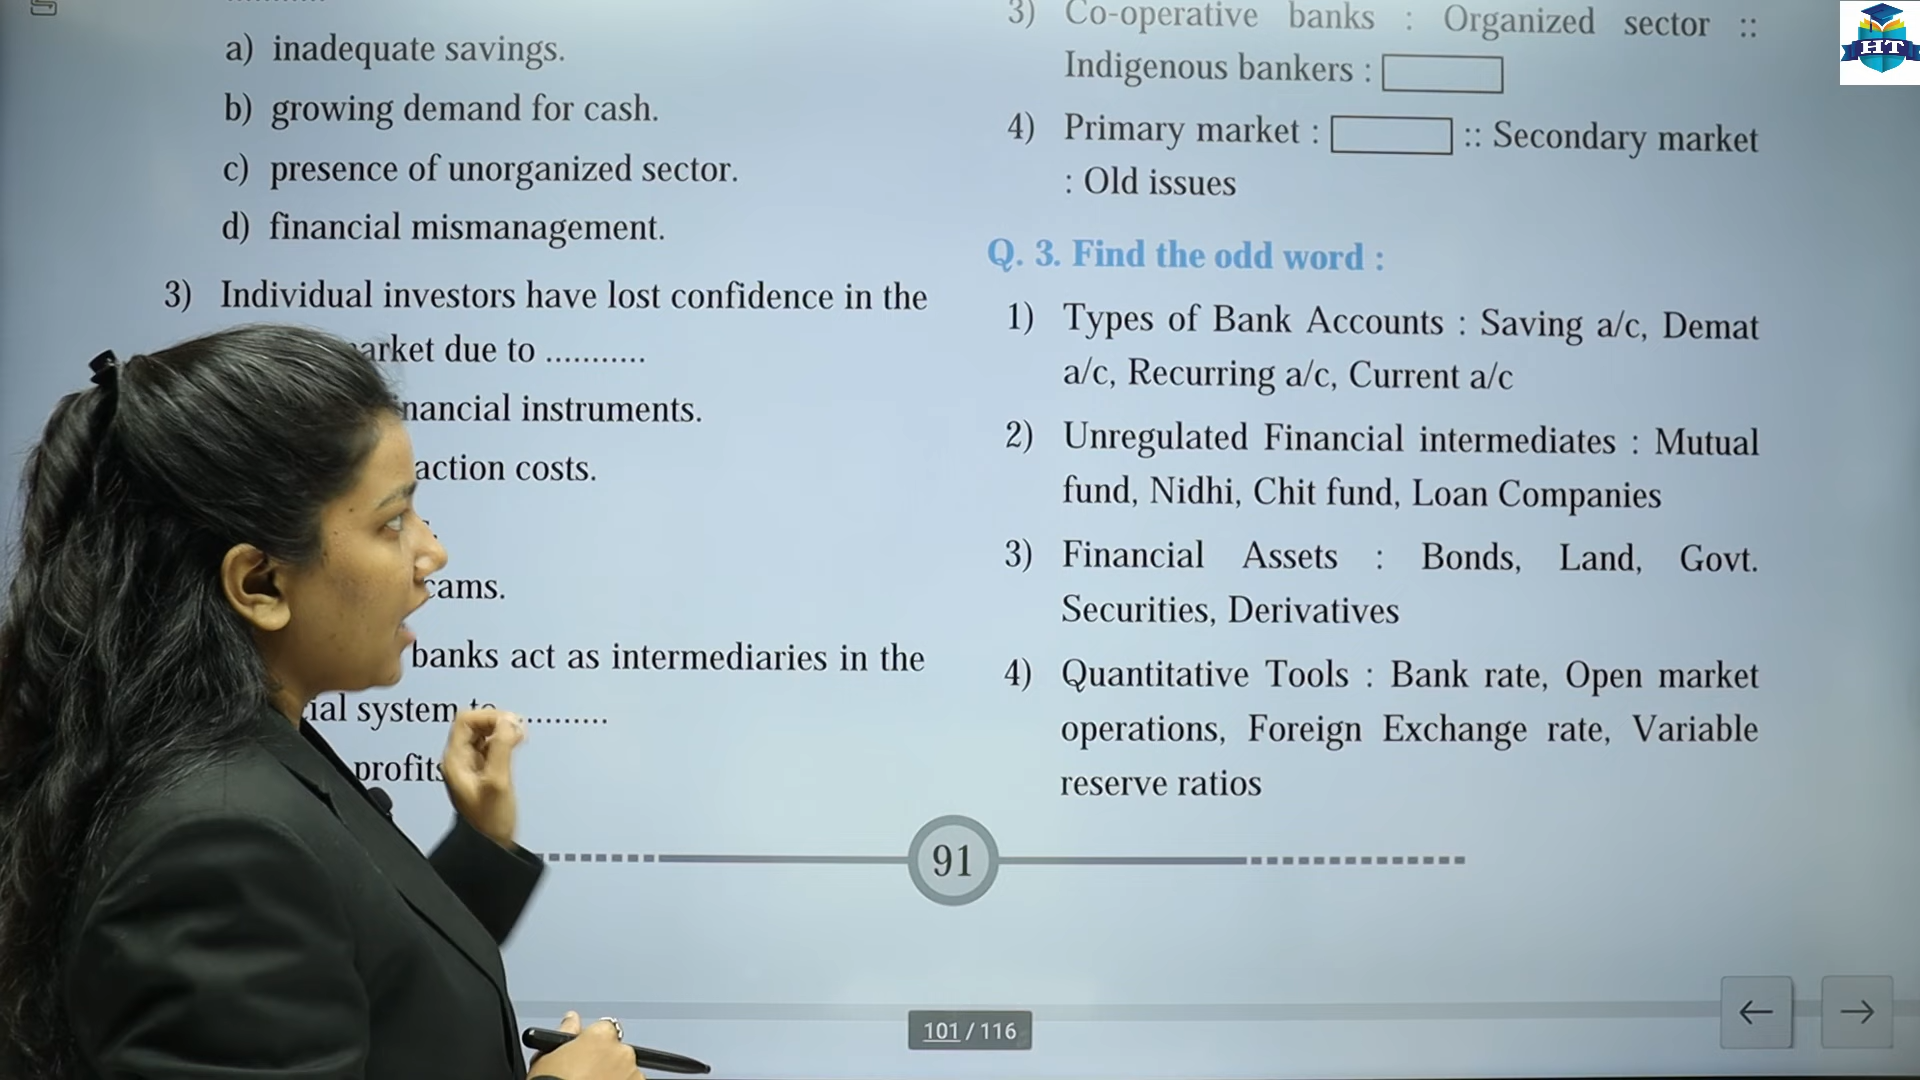 a) inadequate savings.
b) growing demand for cash.
c) presence of unorganized sector.
d) financial mismanagement.
3) Individual investors have lost confidence in the
due to ...........
instruments.
costs.
banks act as intermediaries in the
system ..........
profits
3) Co-operative banks : Organized sector ::
Indigenous bankers :
4) Primary market : :: Secondary market
: Old issues
Q. 3. Find the odd word :
1) Types of Bank Accounts : Saving a/c, Demat
a/c, Recurring a/c, Current a/c
2) Unregulated Financial intermediates : Mutual
fund, Nidhi, Chit fund, Loan Companies
3) Financial Assets : Bonds, Land, Govt.
Securities, Derivatives
4) Quantitative Tools : Bank rate, Open market
operations, Foreign Exchange rate, Variable
reserve ratios
91
101 / 116
HT